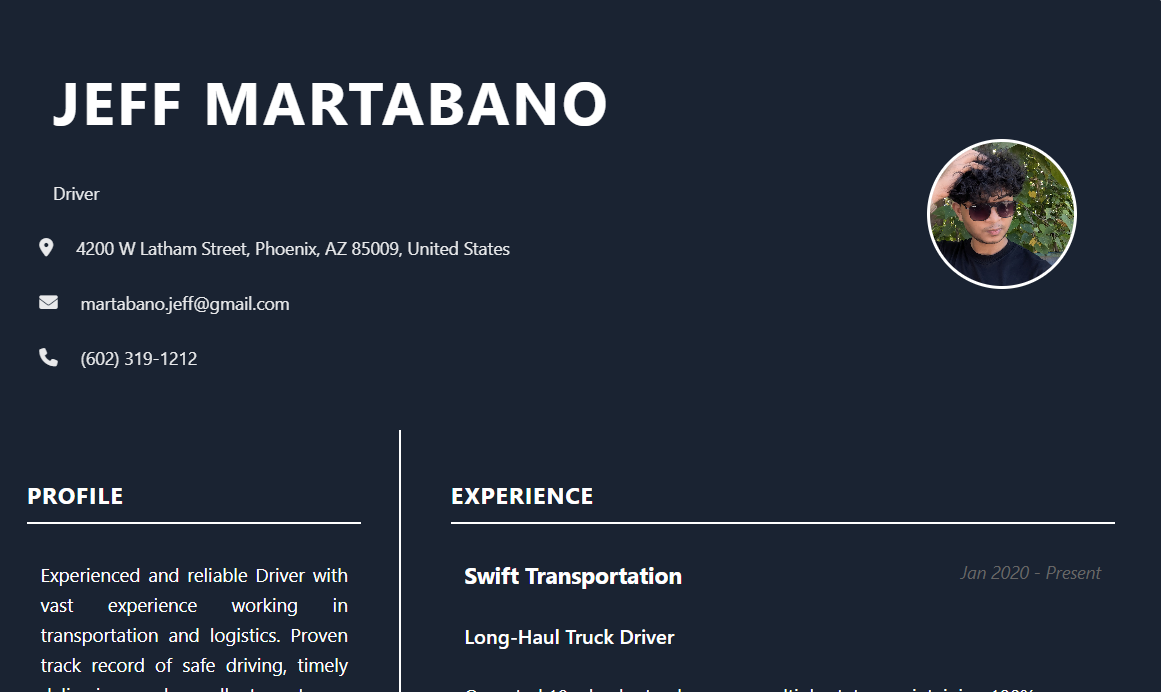 JEFF MARTABANO
Driver
4200 W Latham Street, Phoenix, AZ 85009, United States
martabano.jeff@gmail.com
(602) 319-1212
PROFILE
Experienced and reliable Driver with
vast experience working in
transportation and logistics. Proven
track record of safe driving, timely
EXPERIENCE
Swift Transportation
Jan 2020 - Present
Long-Haul Truck Driver